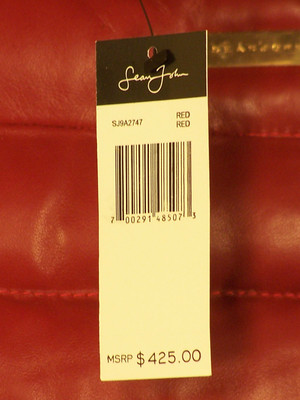 Sean John
SJ9A2747 RED
RED
7 00291 48507 3
MSRP $425.00